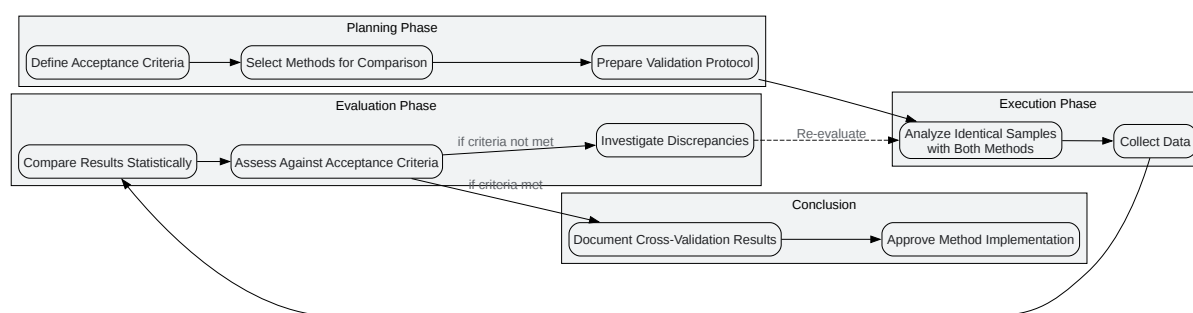 Planning Phase
Define Acceptance Criteria
Select Methods for Comparison
Prepare Validation Protocol
Evaluation Phase
Compare Results Statistically
Assess Against Acceptance Criteria
if criteria not met
Investigate Discrepancies
Re-evaluate
if criteria met
Execution Phase
Analyze Identical Samples
with Both Methods
Collect Data
Conclusion
Document Cross-Validation Results
Approve Method Implementation